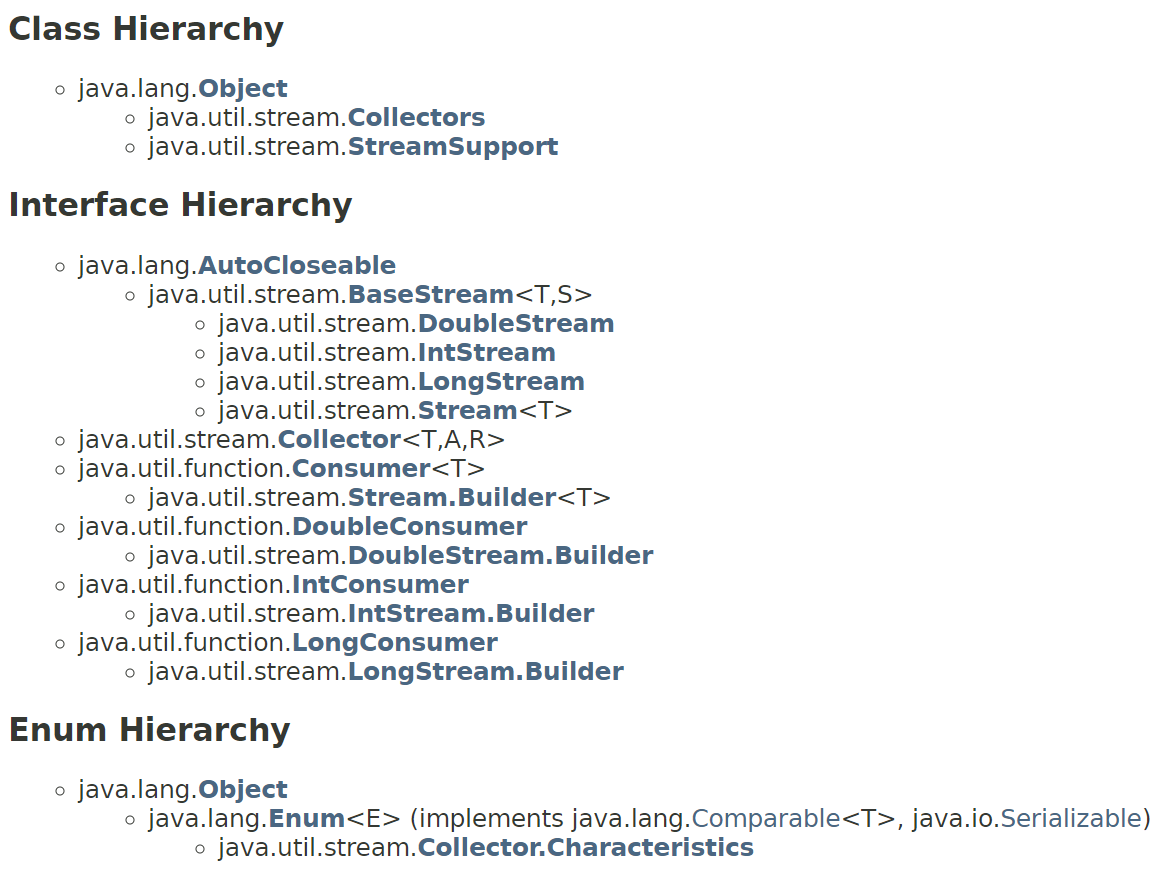 Class Hierarchy
java.lang.Object
java.util.stream.Collectors
java.util.stream.StreamSupport
Interface Hierarchy
java.lang.AutoCloseable
java.util.stream.BaseStream<T,S>
java.util.stream.DoubleStream
java.util.stream.IntStream
java.util.stream.LongStream
java.util.stream.Stream<T>
java.util.stream.Collector<T,A,R>
java.util.function.Consumer<T>
java.util.stream.Stream.Builder<T>
java.util.function.DoubleConsumer
java.util.stream.DoubleStream.Builder
java.util.function.IntConsumer
java.util.stream.IntStream.Builder
java.util.function.LongConsumer
java.util.stream.LongStream.Builder
Enum Hierarchy
java.lang.Object
java.lang.Enum<E> (implements java.lang.Comparable<T>, java.io.Serializable)
java.util.stream.Collector.Characteristics